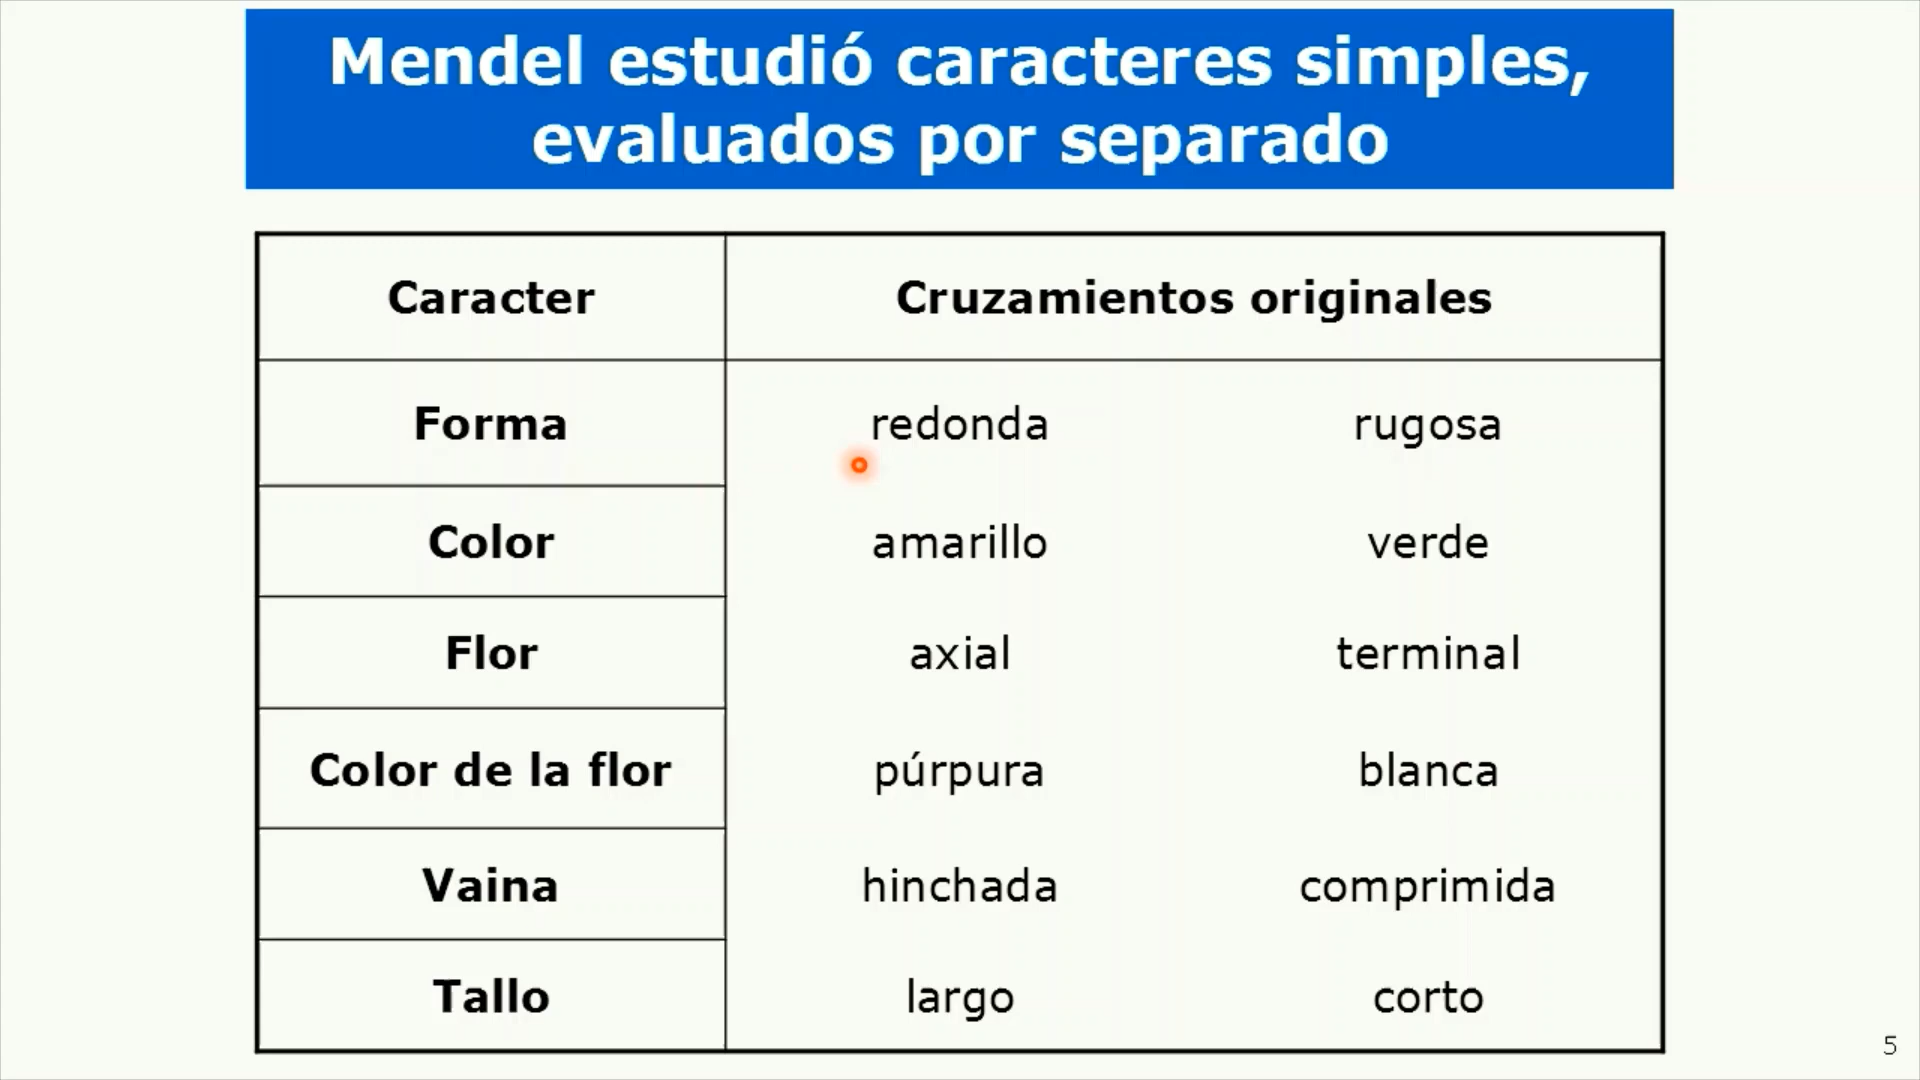 Mendel estudió caracteres simples,
evaluados por separado
Caracter Cruzamientos originales
Forma redonda rugosa
Color amarillo verde
Flor axial terminal
Color de la flor púrpura blanca
Vaina hinchada comprimida
Tallo largo corto
5